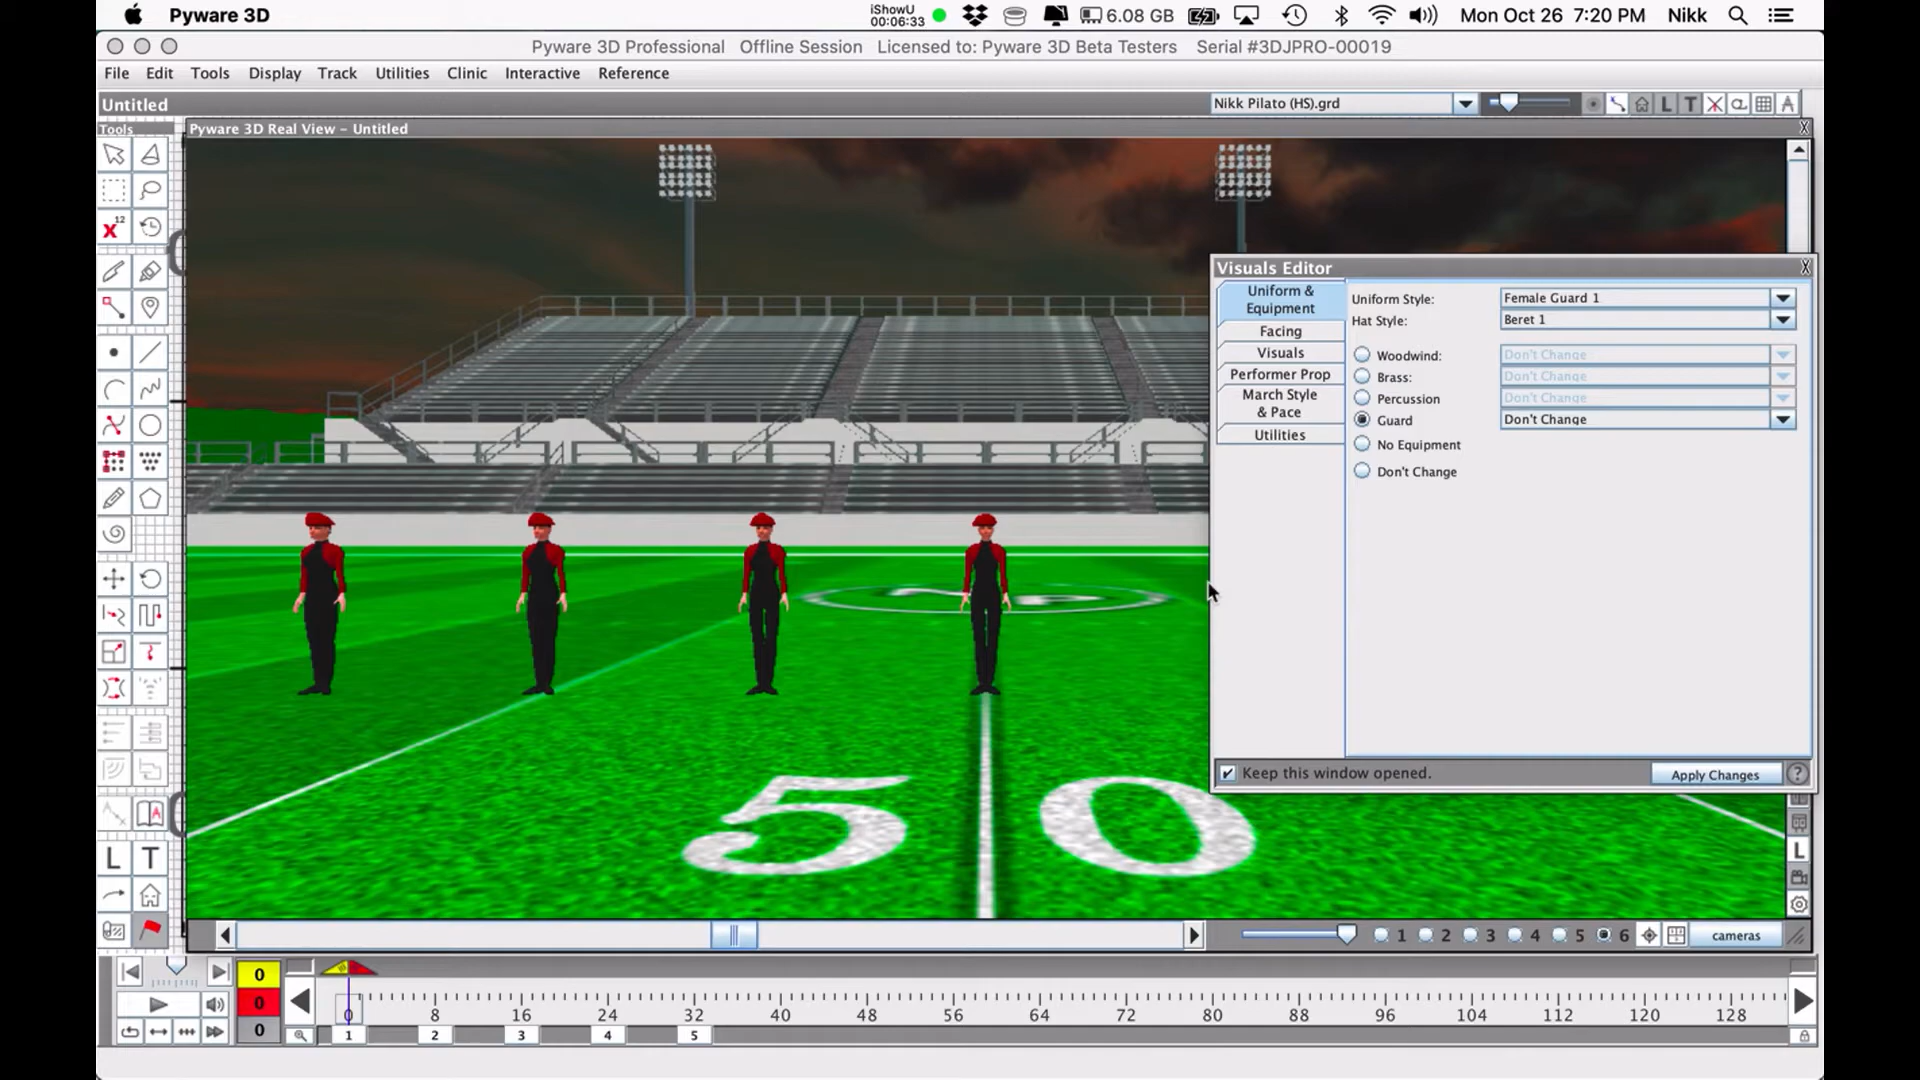 Pyware 3D
iShowU
00:06:33
6.08 GB
Mon Oct 26 7:20 PM Nikk
Pyware 3D Professional Offline Session Licensed to: Pyware 3D Beta Testers Serial #3DJPRO-00019
File Edit Tools Display Track Utilities Clinic Interactive Reference
Untitled
Nikk Pilato (HS).grd
L T
Tools
Pyware 3D Real View - Untitled
X
x12
Visuals Editor
X
Uniform &
Equipment
Facing
Visuals
Performer Prop
March Style
& Pace
Utilities
Uniform Style: Female Guard 1
Hat Style: Beret 1
Woodwind: Don't Change
Brass: Don't Change
Percussion Don't Change
Guard Don't Change
No Equipment
Don't Change
Keep this window opened.
Apply Changes
?
5 0
L T
L
1 2 3 4 5 6
cameras
0
0
0
0 8 16 24 32 40 48 56 64 72 80 88 96 104 112 120 128
1 2 3 4 5